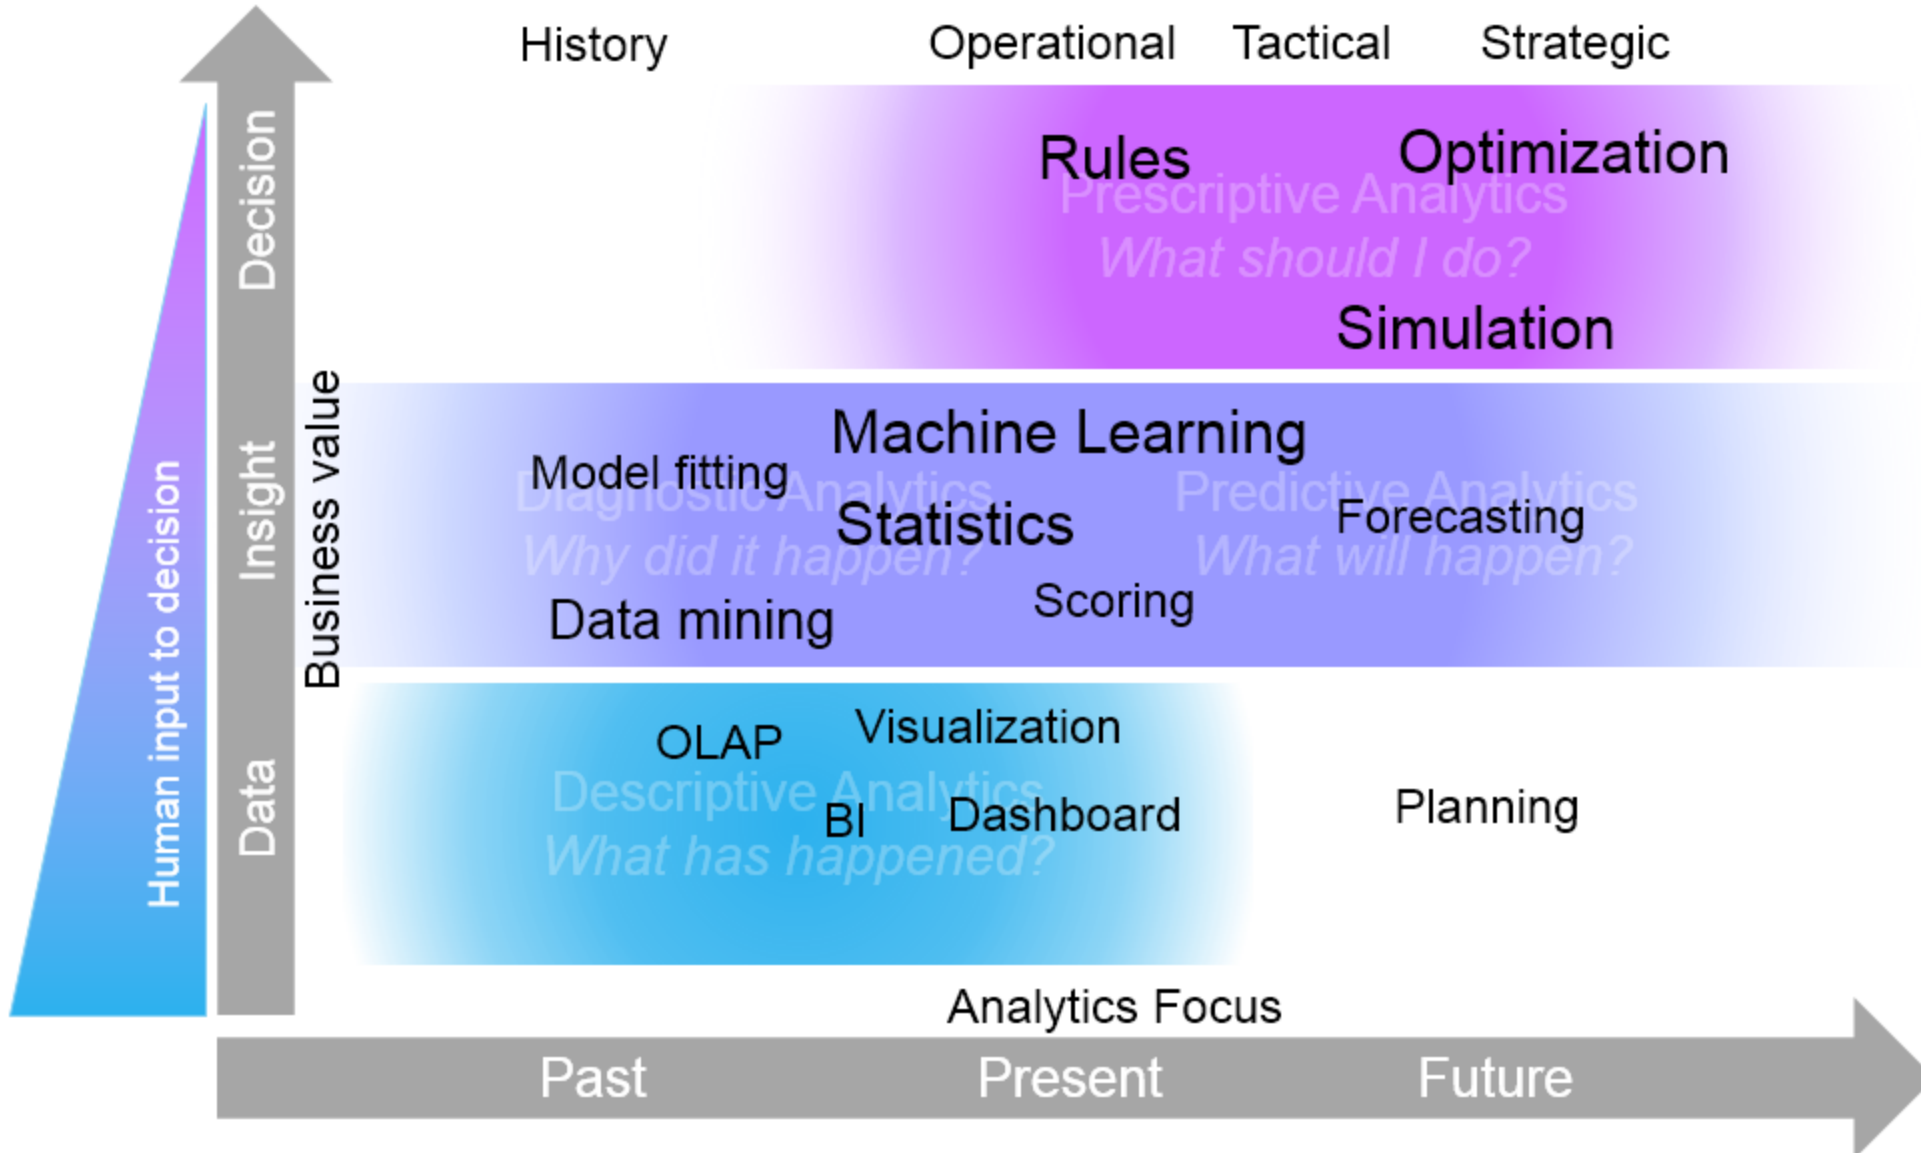 History
Operational
Tactical
Strategic
Decision
Rules
Optimization
Prescriptive Analytics
What should I do?
Simulation
Human input to decision
Insight
Business value
Machine Learning
Model fitting
Diagnostic Analytics
Predictive Analytics
Statistics
Forecasting
Why did it happen?
What will happen?
Data mining
Scoring
Data
OLAP
Visualization
Descriptive Analytics
BI
Dashboard
Planning
What has happened?
Analytics Focus
Past
Present
Future